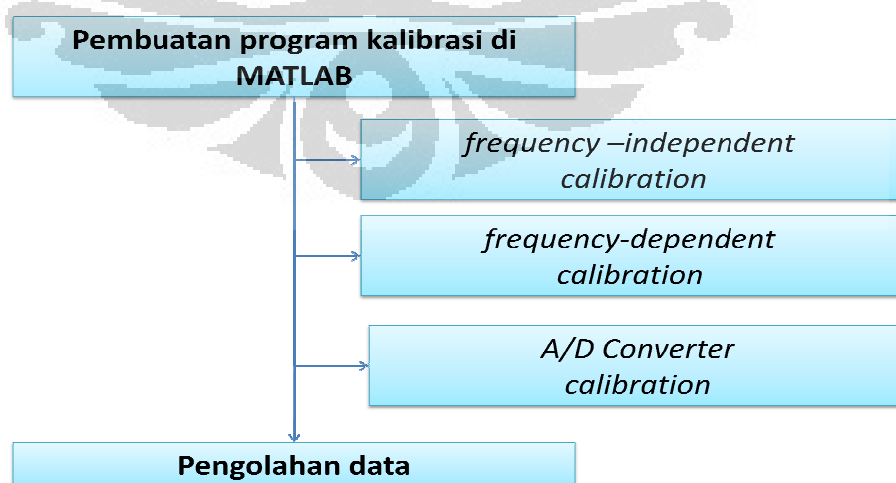 Pembuatan program kalibrasi di
MATLAB
frequency –independent
calibration
frequency-dependent
calibration
A/D Converter
calibration
Pengolahan data